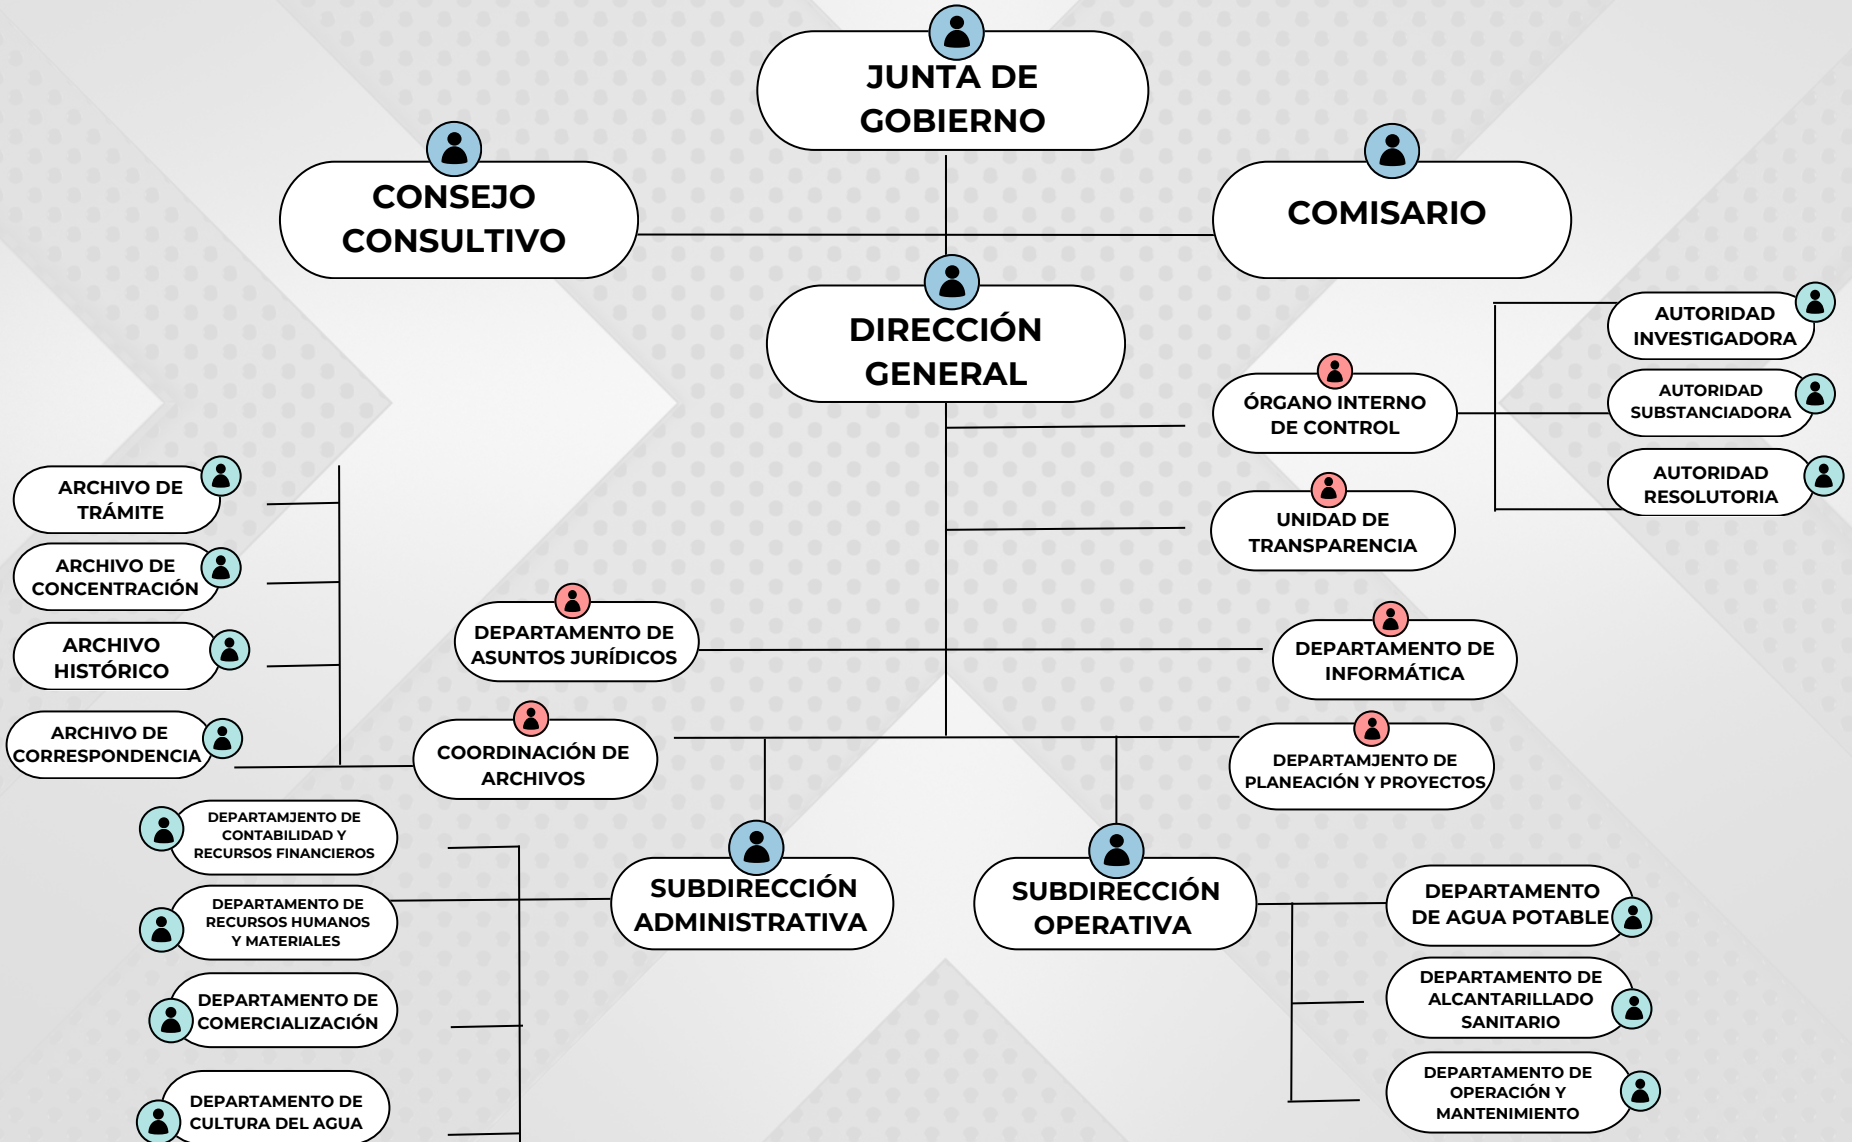 JUNTA DE
GOBIERNO
CONSEJO
CONSULTIVO
COMISARIO
DIRECCIÓN
GENERAL
ÓRGANO INTERNO
DE CONTROL
AUTORIDAD
INVESTIGADORA
AUTORIDAD
SUBSTANCIADORA
AUTORIDAD
RESOLUTORIA
UNIDAD DE
TRANSPARENCIA
ARCHIVO DE
TRÁMITE
ARCHIVO DE
CONCENTRACIÓN
ARCHIVO
HISTÓRICO
ARCHIVO DE
CORRESPONDENCIA
DEPARTAMENTO DE
ASUNTOS JURÍDICOS
DEPARTAMENTO DE
INFORMÁTICA
COORDINACIÓN DE
ARCHIVOS
DEPARTAMJENTO DE
PLANEACIÓN Y PROYECTOS
DEPARTAMJENTO DE
CONTABILIDAD Y
RECURSOS FINANCIEROS
DEPARTAMENTO DE
RECURSOS HUMANOS
Y MATERIALES
DEPARTAMENTO DE
COMERCIALIZACIÓN
DEPARTAMENTO DE
CULTURA DEL AGUA
SUBDIRECCIÓN
ADMINISTRATIVA
SUBDIRECCIÓN
OPERATIVA
DEPARTAMENTO
DE AGUA POTABLE
DEPARTAMENTO DE
ALCANTARILLADO
SANITARIO
DEPARTAMENTO DE
OPERACIÓN Y
MANTENIMIENTO